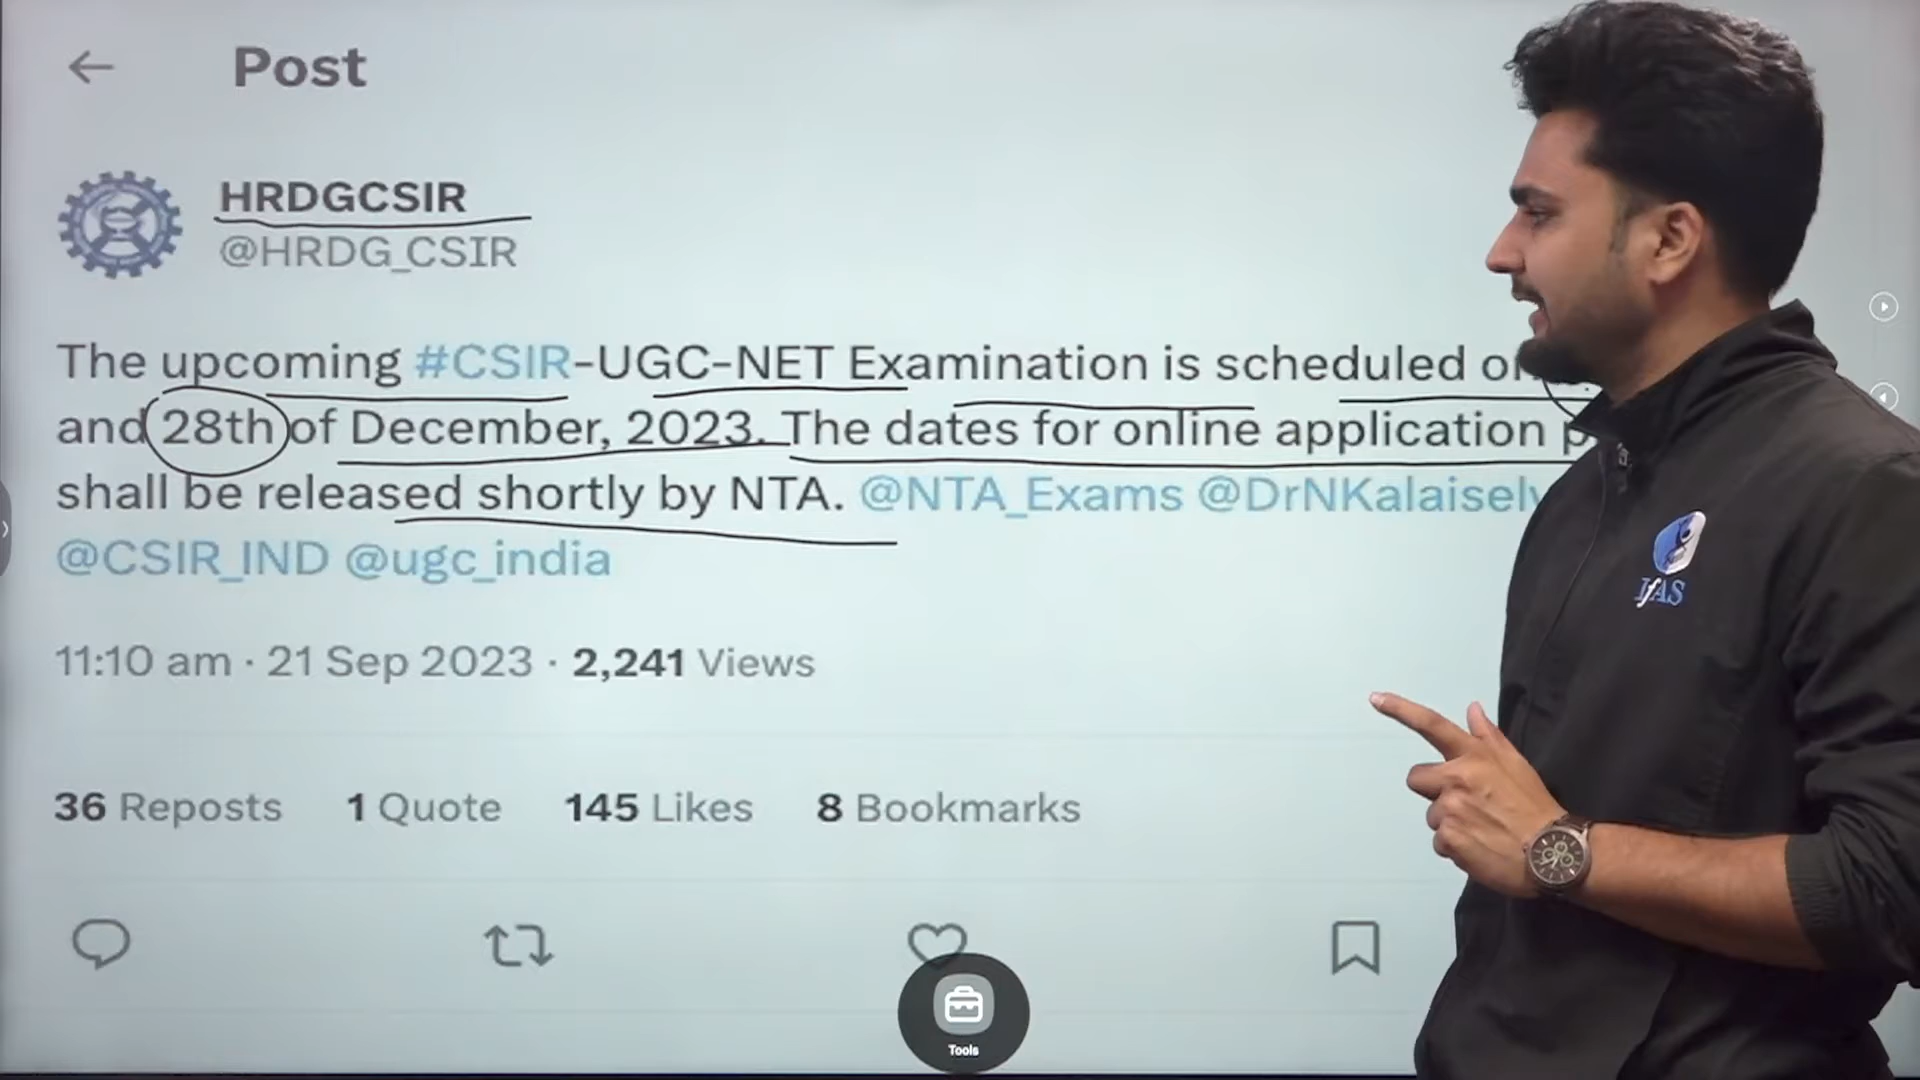 Post
HRDGCSIR
@HRDG_CSIR
The upcoming #CSIR-UGC-NET Examination is scheduled
and 28th of December, 2023. The dates for online application
shall be released shortly by NTA. @NTA_Exams @DrNKalaiselv
@CSIR_IND @ugc_india
11:10 am · 21 Sep 2023 · 2,241 Views
36 Reposts 1 Quote 145 Likes 8 Bookmarks
Tools
IFAS